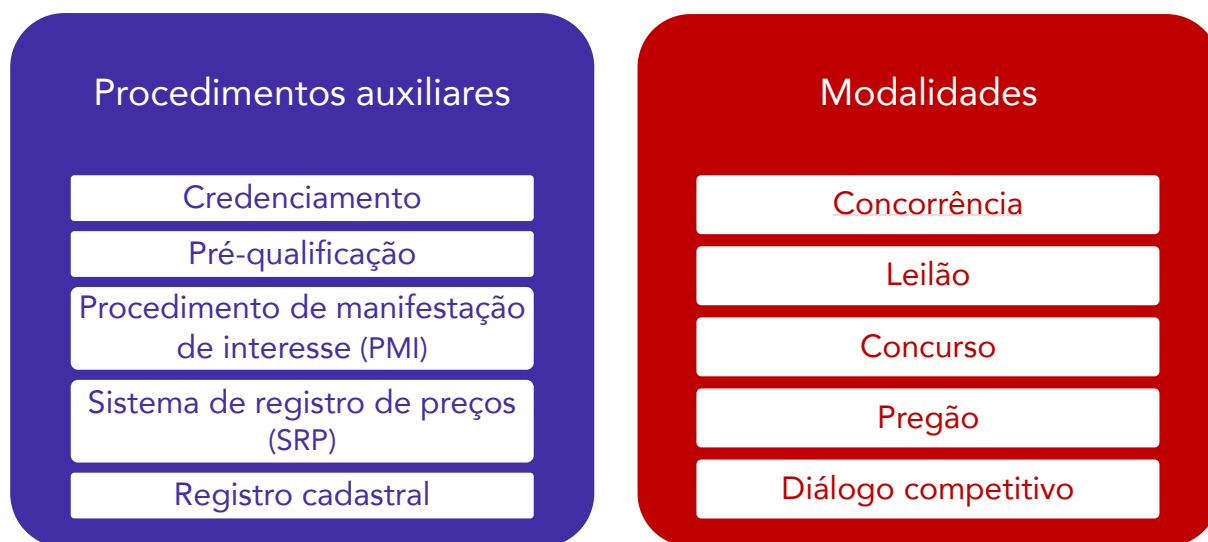 Procedimentos auxiliares
Credenciamento
Pré-qualificação
Procedimento de manifestação
de interesse (PMI)
Sistema de registro de preços
(SRP)
Registro cadastral
Modalidades
Concorrência
Leilão
Concurso
Pregão
Diálogo competitivo